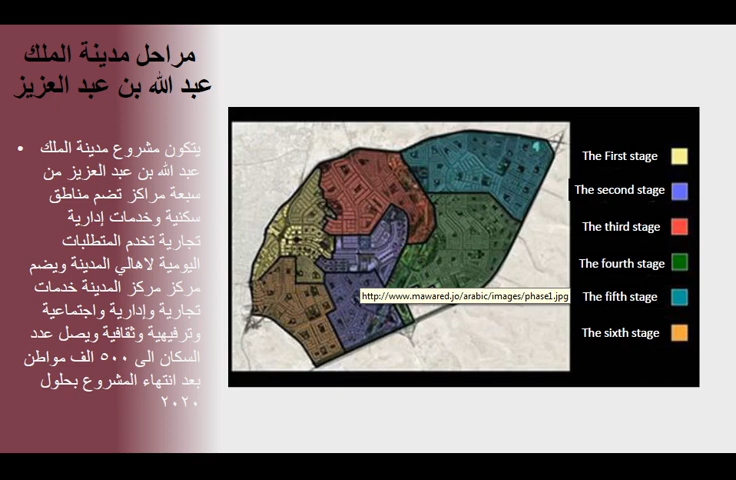 مراحل مدينة الملك
عبد الله بن عبد العزيز
• يتكون مشروع مدينة الملك
عبد الله بن عبد العزيز من
سبعة مراكز تضم مناطق
سكنية وخدمات إدارية
تجارية تخدم المتطلبات
اليومية لاهالي المدينة ويضم
مركز مركز المدينة خدمات
تجارية وإدارية واجتماعية
وترفيهية وثقافية ويصل عدد
السكان الى ٥٠٠ الف مواطن
بعد انتهاء المشروع بحلول
٢٠٢٠
The First stage
The second stage
The third stage
The fourth stage
The fifth stage
The sixth stage
http://www.mawared.jo/arabic/images/phase1.jpg